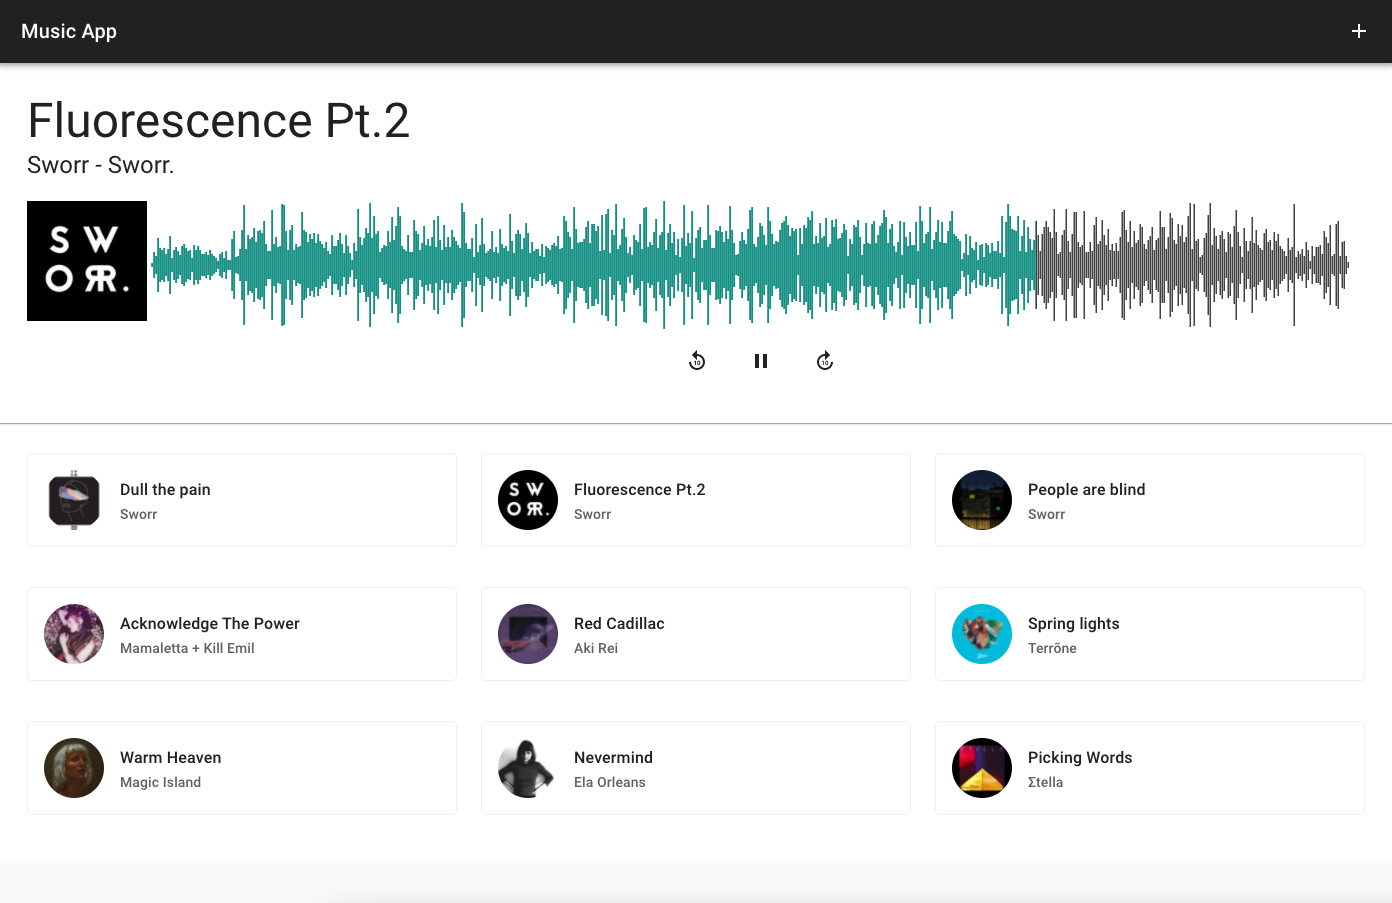 Music App
Fluorescence Pt.2
Sworr - Sworr.
S W
O R R.
10
10
Dull the pain
Sworr
S W
O R R.
Fluorescence Pt.2
Sworr
People are blind
Sworr
Acknowledge The Power
Mamaletta + Kill Emil
Red Cadillac
Aki Rei
Spring lights
Terrõne
Warm Heaven
Magic Island
Nevermind
Ela Orleans
Picking Words
Σtella